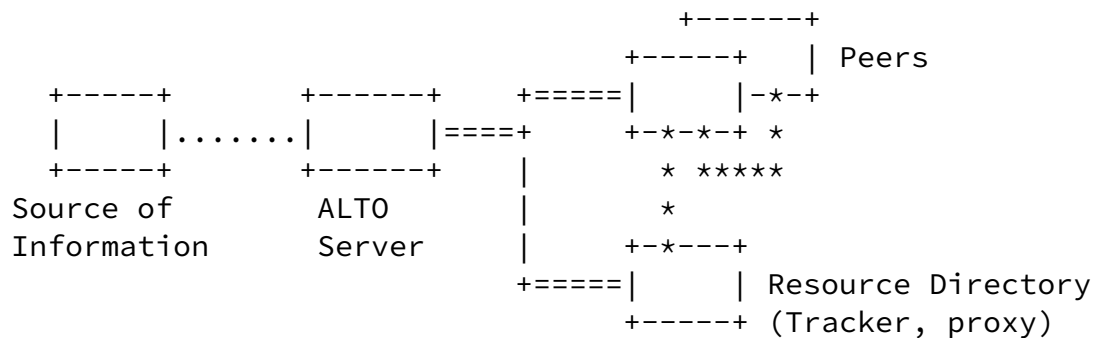 +------+
+-----+   | Peers
+-----+       +------+    +=====|     |-*-+
|     |.......|      |====+     +-*-*-+ *
+-----+       +------+    |       * *****
Source of      ALTO       |       *
Information    Server     |     +-*---+
+=====|     | Resource Directory
+-----+ (Tracker, proxy)